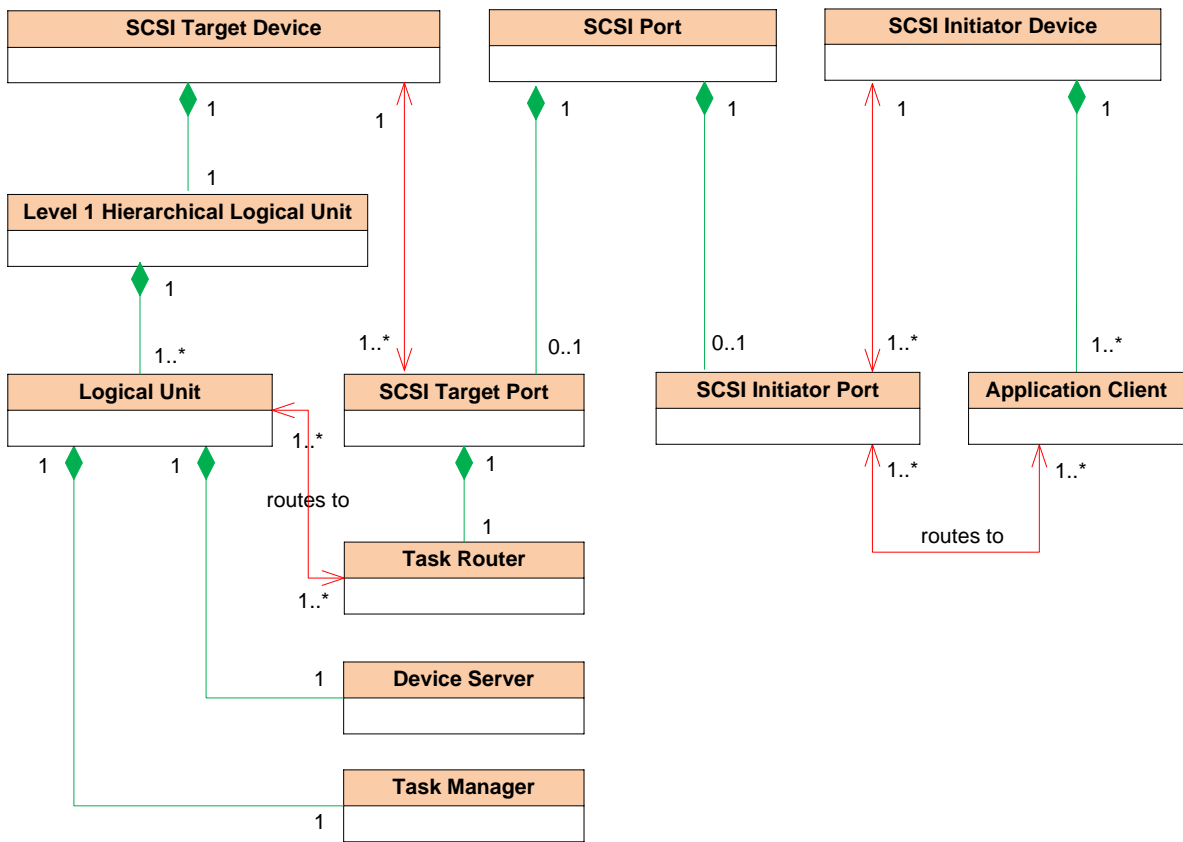 SCSI Target Device
SCSI Port
SCSI Initiator Device
1
1
1
1
1
1
1
Level 1 Hierarchical Logical Unit
1
1..*
1..*
0..1
0..1
1..*
1..*
Logical Unit
SCSI Target Port
SCSI Initiator Port
Application Client
1
1
1..*
1
1..*
1..*
routes to
1
routes to
Task Router
1..*
1
Device Server
Task Manager
1